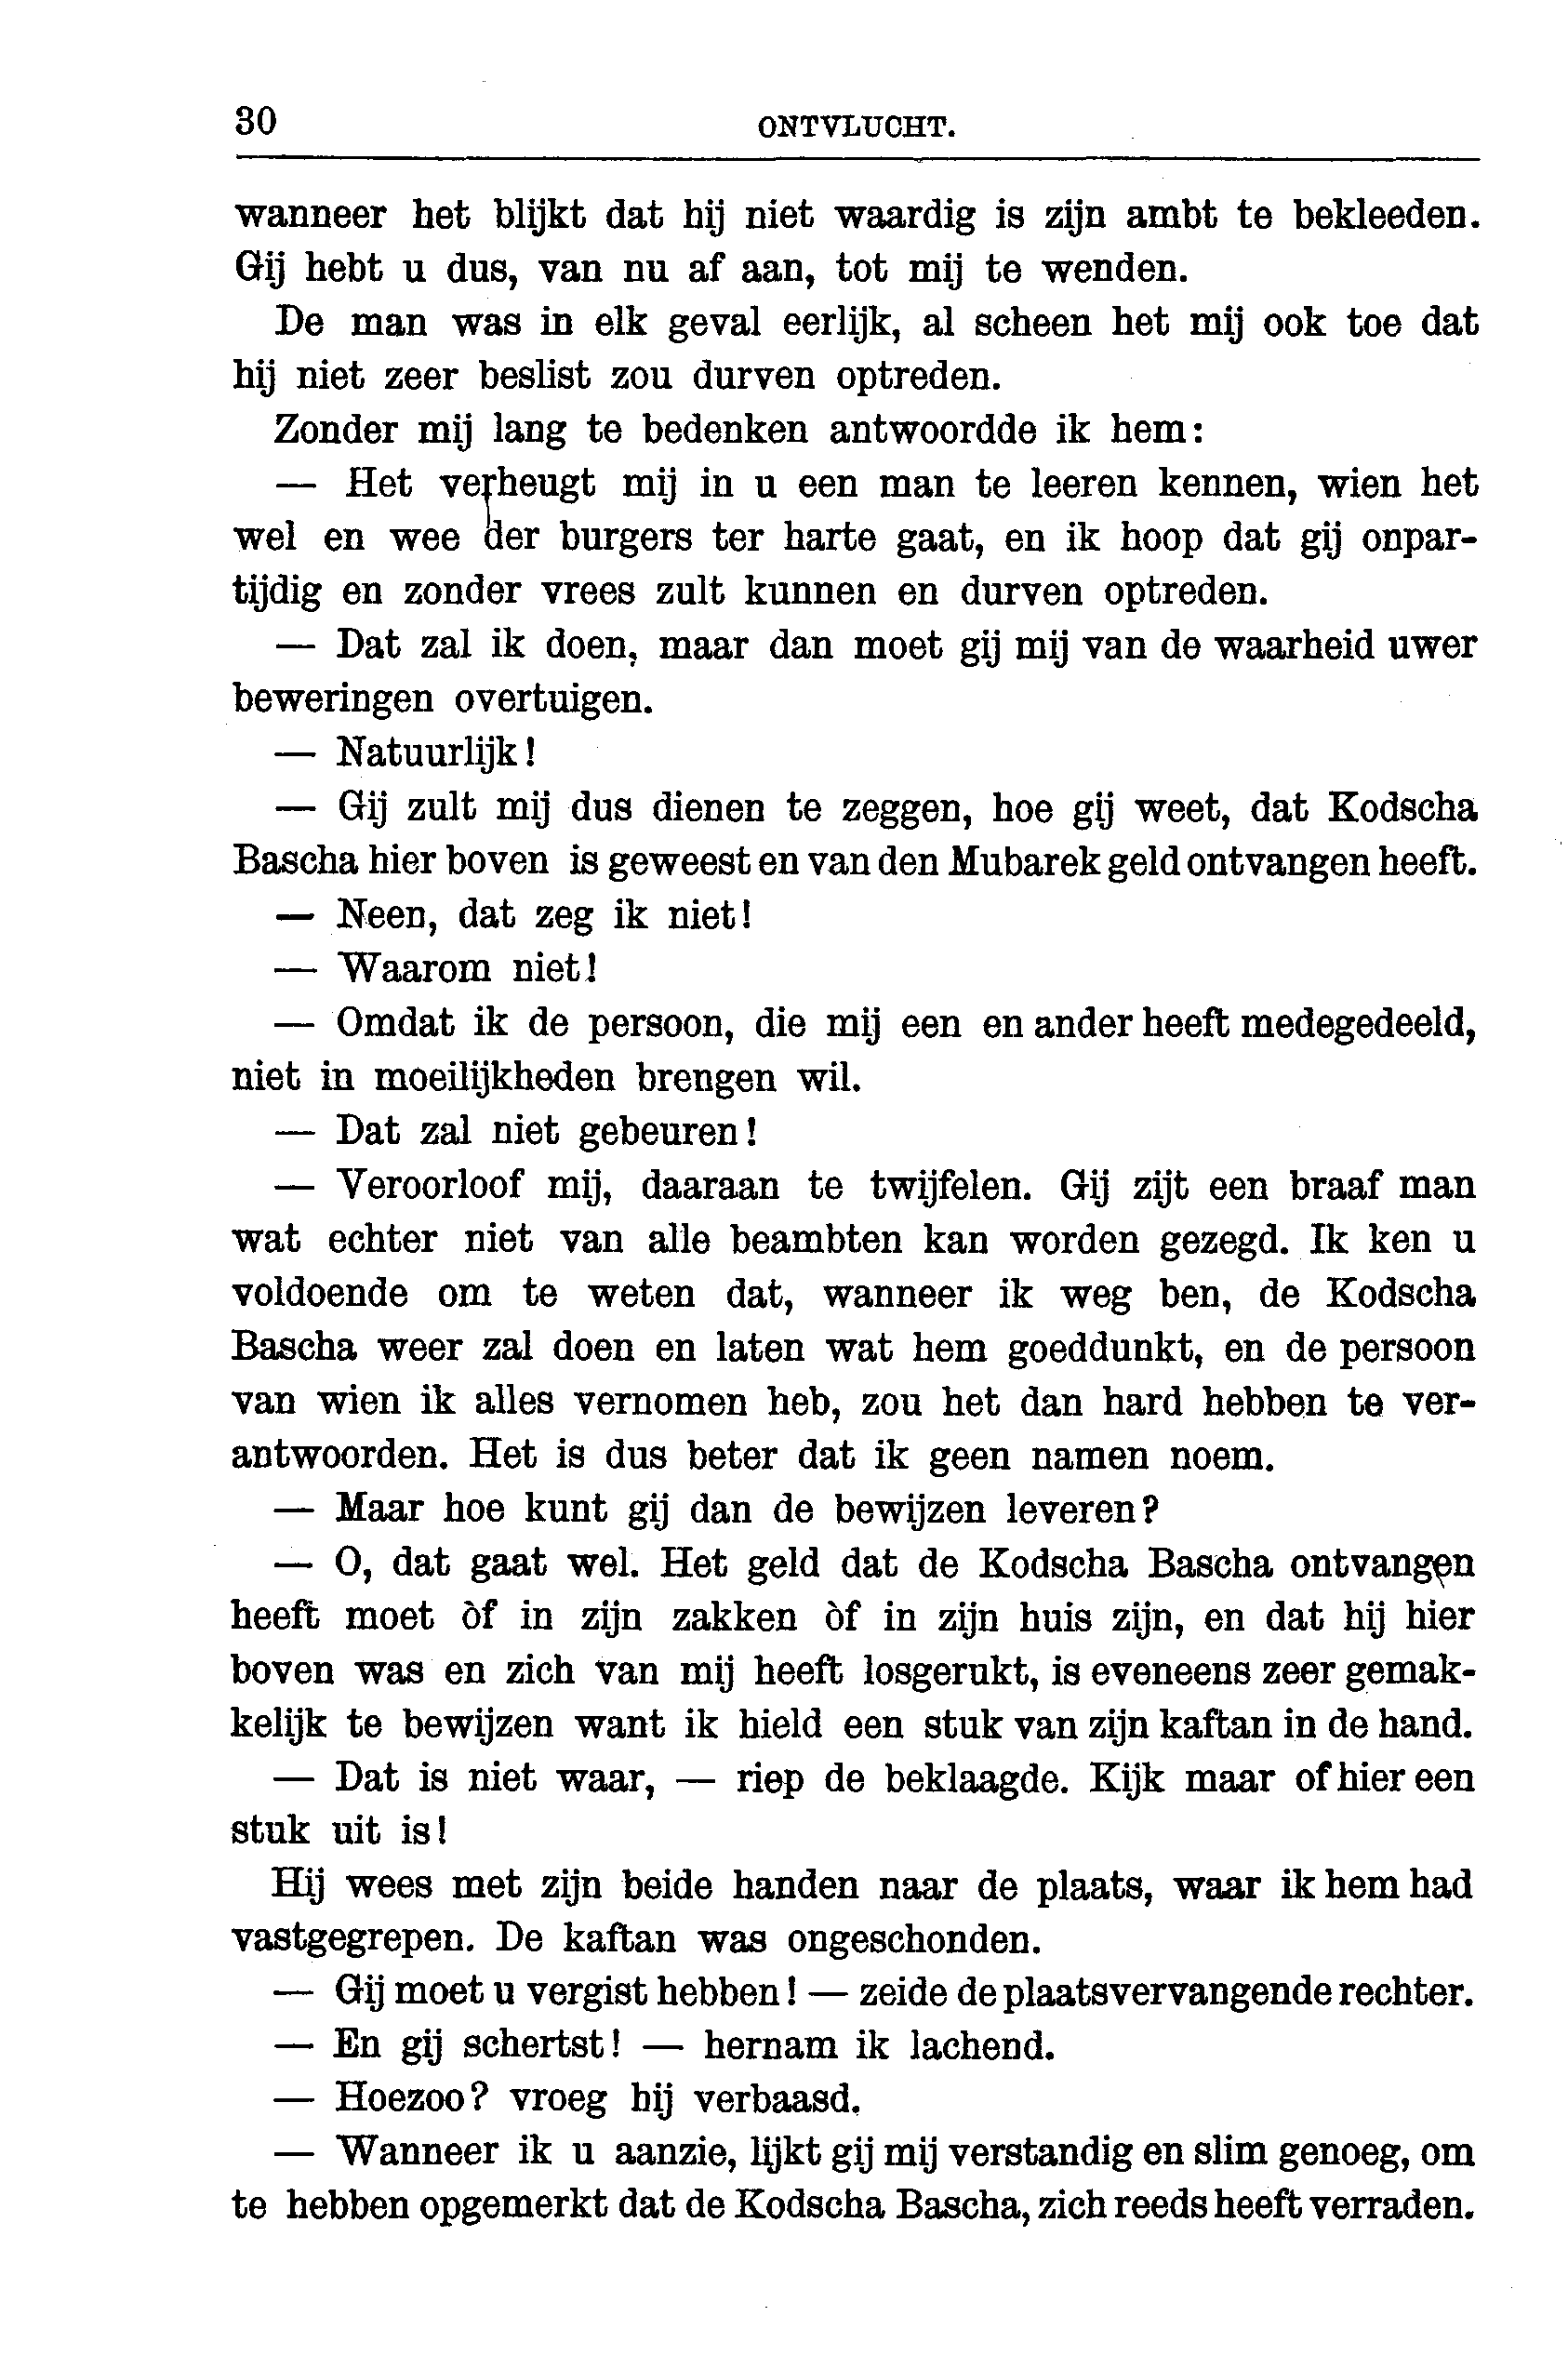 30 ONTVLUCHT.
wanneer het blijkt dat hij niet waardig is zijn ambt te bekleeden.
Gij hebt u dus, van nu af aan, tot mij te wenden.
De man was in elk geval eerlijk, al scheen het mij ook toe dat
hij niet zeer beslist zou durven optreden.
Zonder mij lang te bedenken antwoordde ik hem:
— Het verheugt mij in u een man te leeren kennen, wien het
wel en wee der burgers ter harte gaat, en ik hoop dat gij onpar-
tijdig en zonder vrees zult kunnen en durven optreden.
— Dat zal ik doen, maar dan moet gij mij van de waarheid uwer
beweringen overtuigen.
— Natuurlijk!
— Gij zult mij dus dienen te zeggen, hoe gij weet, dat Kodscha
Bascha hier boven is geweest en van den Mubarek geld ontvangen heeft.
— Neen, dat zeg ik niet!
— Waarom niet!
— Omdat ik de persoon, die mij een en ander heeft medegedeeld,
niet in moeilijkheden brengen wil.
— Dat zal niet gebeuren!
— Veroorloof mij, daaraan te twijfelen. Gij zijt een braaf man
wat echter niet van alle beambten kan worden gezegd. Ik ken u
voldoende om te weten dat, wanneer ik weg ben, de Kodscha
Bascha weer zal doen en laten wat hem goeddunkt, en de persoon
van wien ik alles vernomen heb, zou het dan hard hebben te ver-
antwoorden. Het is dus beter dat ik geen namen noem.
— Maar hoe kunt gij dan de bewijzen leveren?
— O, dat gaat wel. Het geld dat de Kodscha Bascha ontvangen
heeft moet òf in zijn zakken òf in zijn huis zijn, en dat hij hier
boven was en zich van mij heeft losgerukt, is eveneens zeer gemak-
kelijk te bewijzen want ik hield een stuk van zijn kaftan in de hand.
— Dat is niet waar, — riep de beklaagde. Kijk maar of hier een
stuk uit is!
Hij wees met zijn beide handen naar de plaats, waar ik hem had
vastgegrepen. De kaftan was ongeschonden.
— Gij moet u vergist hebben! — zeide de plaatsvervangende rechter.
— En gij schertst! — hernam ik lachend.
— Hoezoo? vroeg hij verbaasd.
— Wanneer ik u aanzie, lijkt gij mij verstandig en slim genoeg, om
te hebben opgemerkt dat de Kodscha Bascha, zich reeds heeft verraden.